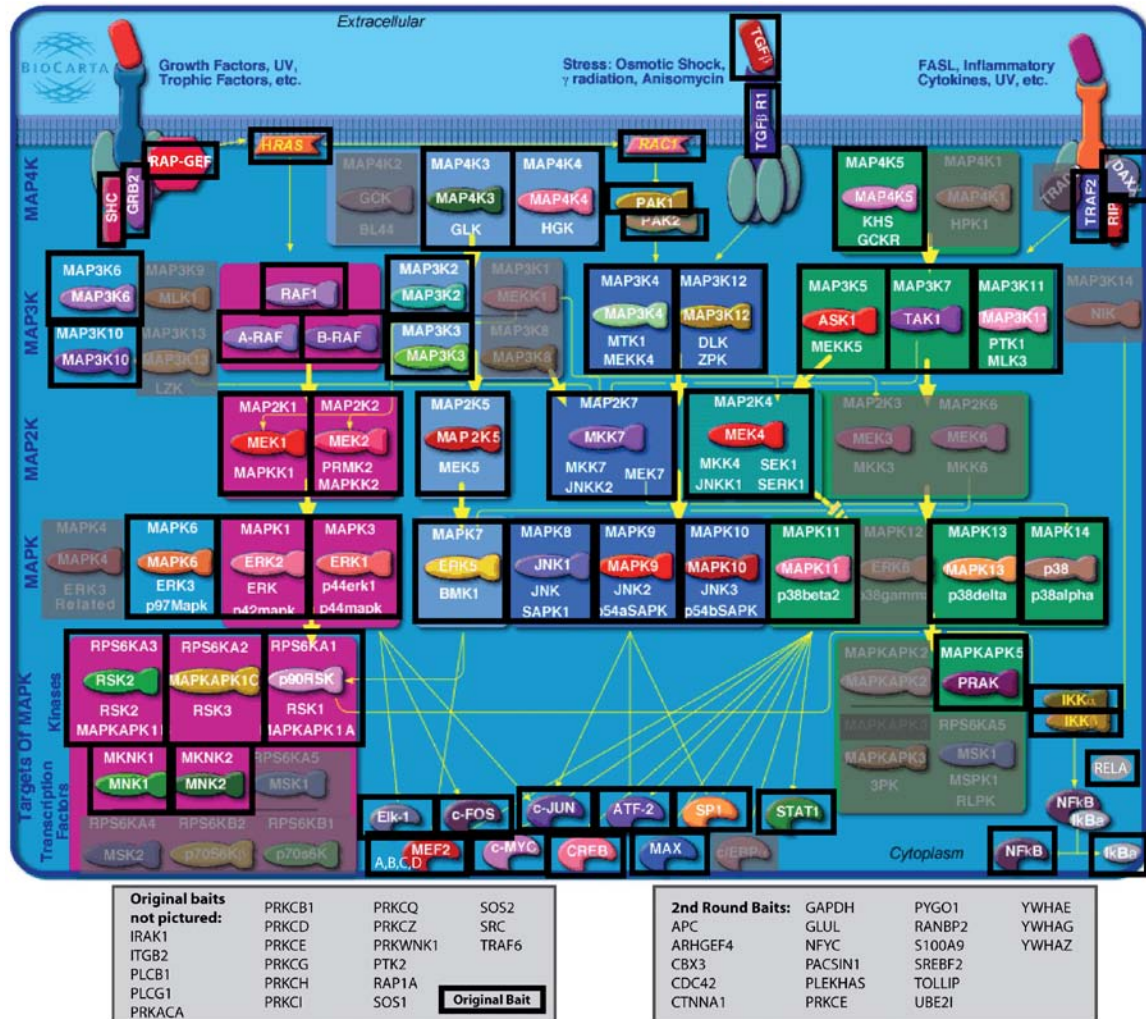 Extracellular
BIOCARTA
Growth Factors, UV,
Trophic Factors, etc.
Stress: Osmotic Shock,
γ radiation, Anisomycin
TGFβ
FASL, Inflammatory
Cytokines, UV, etc.
TGFβ R1
RAP-GEF
HRAS
RAC1
SHC
GRB2
DAXX
TRAF2
RIP
MAP4K
MAP4K2
GCK
BL44
MAP4K3
MAP4K3
GLK
MAP4K4
MAP4K4
HGK
PAK1
PAK2
MAP4K5
MAP4K5
KHS
GCKR
MAP4K1
MAP4K1
HPK1
MAP3K
MAP3K6
MAP3K6
MAP3K10
MAP3K10
MAP3K9
MLK1
MAP3K13
MAP3K13
LZK
RAF1
A-RAF
B-RAF
MAP3K2
MAP3K2
MAP3K3
MAP3K3
MAP3K1
MEKK1
MAP3K8
MAP3K8
MAP3K4
MAP3K4
MTK1
MEKK4
MAP3K12
MAP3K12
DLK
ZPK
MAP3K5
ASK1
MEKK5
MAP3K7
TAK1
MAP3K11
MAP3K11
PTK1
MLK3
MAP3K14
NIK
MAP2K
MAP2K1
MEK1
MAPKK1
MAP2K2
MEK2
PRMK2
MAPKK2
MAP2K5
MAP2K5
MEK5
MAP2K7
MKK7
MKK7
JNKK2
MEK7
MAP2K4
MEK4
MKK4
JNKK1
SEK1
SERK1
MAP2K3
MEK3
MKK3
MAP2K6
MEK6
MKK6
MAPK
MAPK4
MAPK4
ERK3
Related
MAPK6
MAPK6
ERK3
p97Mapk
MAPK1
ERK2
ERK
p42mapk
MAPK3
ERK1
p44erk1
p44mapk
MAPK7
ERK5
BMK1
MAPK8
JNK1
JNK
SAPK1
MAPK9
MAPK9
JNK2
p54aSAPK
MAPK10
MAPK10
JNK3
p54bSAPK
MAPK11
MAPK11
p38beta2
MAPK12
ERK6
p38gamma
MAPK13
MAPK13
p38delta
MAPK14
p38
p38alpha
Targets Of MAPK
Kinases
RPS6KA3
RSK2
RSK2
MAPKAPK1
RPS6KA2
MAPKAPK1C
RSK3
RPS6KA1
p90RSK
RSK1
MAPKAPK1A
MKNK1
MNK1
MKNK2
MNK2
RPS6KA5
MSK1
MAPKAPK2
MAPKAPK2
MAPKAPK5
PRAK
MAPKAPK3
MAPKAPK3
3PK
RPS6KA5
MSK1
MSPK1
RLPK
IKKα
IKKβ
RELA
NFkB
IkBa
Transcription
Factors
RPS6KA4
MSK2
RPS6KB2
p70S6Kβ
RPS6KB1
p70s6K
Elk-1
c-FOS
c-JUN
ATF-2
SP1
STAT1
MEF2
A,B,C,D
c-MYC
CREB
MAX
Cytoplasm
NFkB
IkBa
Original baits
not pictured:
IRAK1
ITGB2
PLCB1
PLCG1
PRKACA
PRKCB1
PRKCD
PRKCE
PRKCG
PRKCH
PRKCI
PRKCQ
PRKCZ
PRKWNK1
PTK2
RAP1A
SOS1
SOS2
SRC
TRAF6
Original Bait
2nd Round Baits:
APC
ARHGEF4
CBX3
CDC42
CTNNA1
GAPDH
GLUL
NFYC
PACSIN1
PLEKHA5
PRKCE
PYGO1
RANBP2
S100A9
SREBF2
TOLLIP
UBE2I
YWHAE
YWHAG
YWHAZ